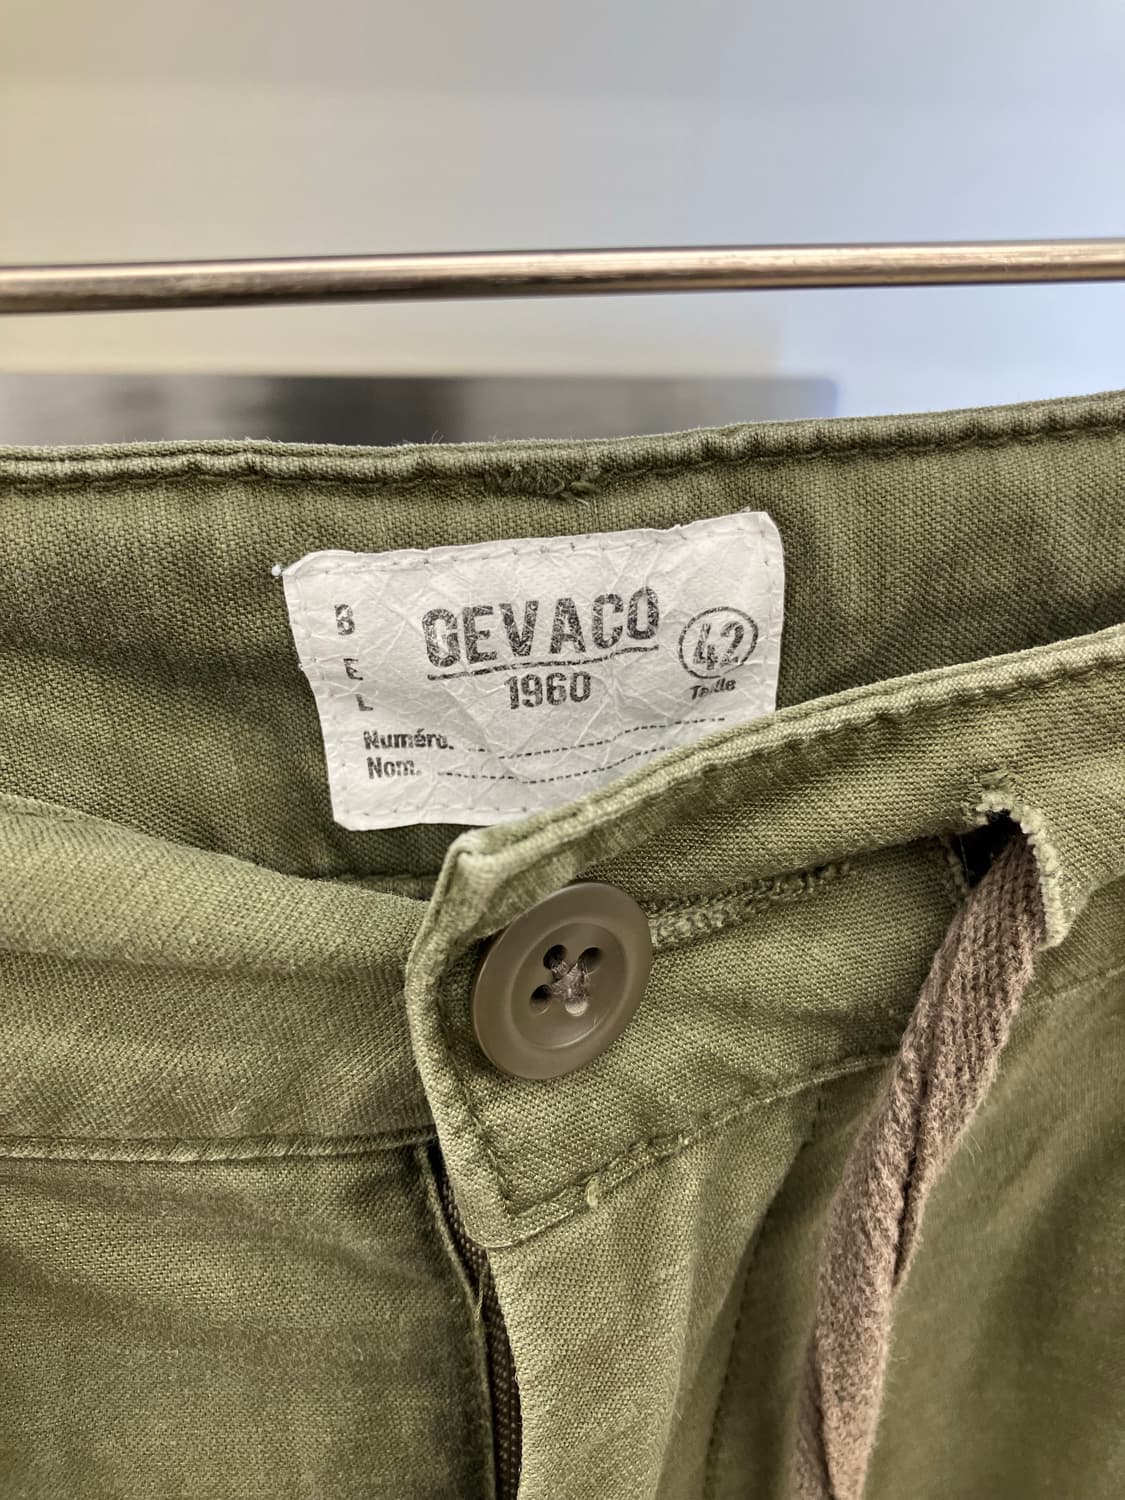 B
E
L
GEVACO
1960
42
Taille
Numéro.
Nom.